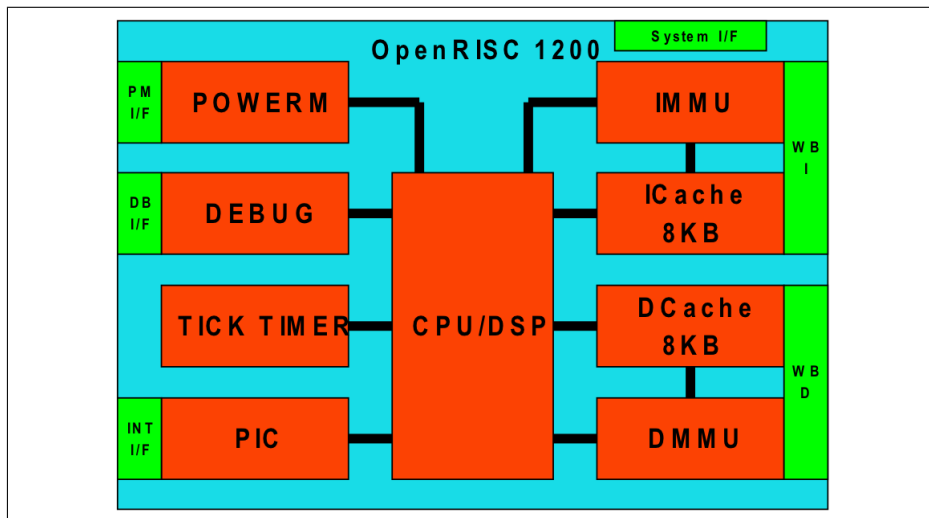 System I/F
OpenRISC 1200
PM
I/F
POWERM
IMMU
WB
I
DB
I/F
DEBUG
ICache
8KB
TICK TIMER
CPU/DSP
DCache
8KB
WB
D
INT
I/F
PIC
DMMU